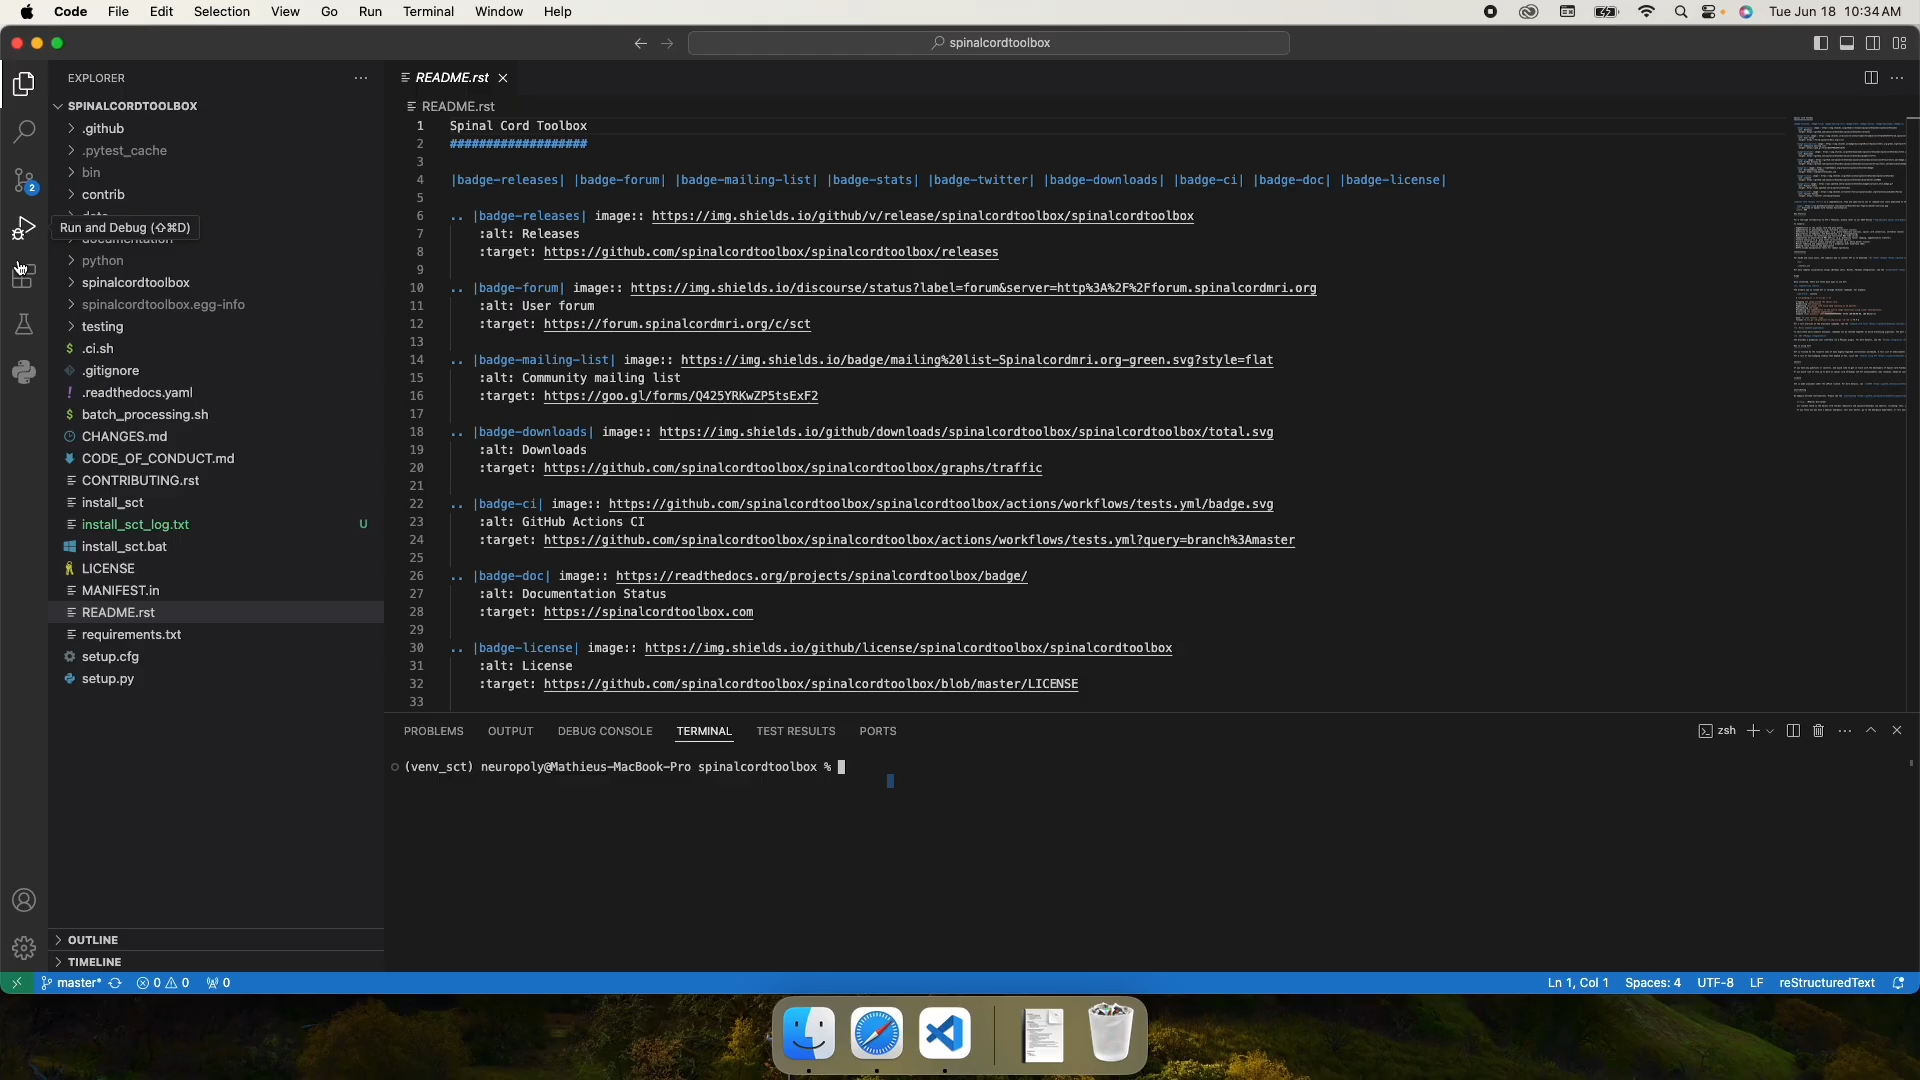 Code File Edit Selection View Go Run Terminal Window Help Tue Jun 18 10:34 AM
spinalcordtoolbox
EXPLORER
SPINALCORDTOOLBOX
.github
.pytest_cache
bin
contrib
Run and Debug (⇧⌘D)
python
spinalcordtoolbox
spinalcordtoolbox.egg-info
testing
$ .ci.sh
.gitignore
! .readthedocs.yaml
$ batch_processing.sh
CHANGES.md
CODE_OF_CONDUCT.md
CONTRIBUTING.rst
install_sct
install_sct_log.txt U
install_sct.bat
LICENSE
MANIFEST.in
README.rst
requirements.txt
setup.cfg
setup.py
OUTLINE
TIMELINE
2
README.rst
README.rst
1 Spinal Cord Toolbox
2 ###################
3
4 |badge-releases| |badge-forum| |badge-mailing-list| |badge-stats| |badge-twitter| |badge-downloads| |badge-ci| |badge-doc| |badge-license|
5
6 .. |badge-releases| image:: https://img.shields.io/github/v/release/spinalcordtoolbox/spinalcordtoolbox
7 :alt: Releases
8 :target: https://github.com/spinalcordtoolbox/spinalcordtoolbox/releases
9
10 .. |badge-forum| image:: https://img.shields.io/discourse/status?label=forum&server=http%3A%2F%2Fforum.spinalcordmri.org
11 :alt: User forum
12 :target: https://forum.spinalcordmri.org/c/sct
13
14 .. |badge-mailing-list| image:: https://img.shields.io/badge/mailing%20list-Spinalcordmri.org-green.svg?style=flat
15 :alt: Community mailing list
16 :target: https://goo.gl/forms/Q425YRKwZP5tsExF2
17
18 .. |badge-downloads| image:: https://img.shields.io/github/downloads/spinalcordtoolbox/spinalcordtoolbox/total.svg
19 :alt: Downloads
20 :target: https://github.com/spinalcordtoolbox/spinalcordtoolbox/graphs/traffic
21
22 .. |badge-ci| image:: https://github.com/spinalcordtoolbox/spinalcordtoolbox/actions/workflows/tests.yml/badge.svg
23 :alt: GitHub Actions CI
24 :target: https://github.com/spinalcordtoolbox/spinalcordtoolbox/actions/workflows/tests.yml?query=branch%3Amaster
25
26 .. |badge-doc| image:: https://readthedocs.org/projects/spinalcordtoolbox/badge/
27 :alt: Documentation Status
28 :target: https://spinalcordtoolbox.com
29
30 .. |badge-license| image:: https://img.shields.io/github/license/spinalcordtoolbox/spinalcordtoolbox
31 :alt: License
32 :target: https://github.com/spinalcordtoolbox/spinalcordtoolbox/blob/master/LICENSE
33
PROBLEMS OUTPUT DEBUG CONSOLE TERMINAL TEST RESULTS PORTS zsh
(venv_sct) neuropoly@Mathieus-MacBook-Pro spinalcordtoolbox %
master* 0 0 0 Ln 1, Col 1 Spaces: 4 UTF-8 LF reStructuredText